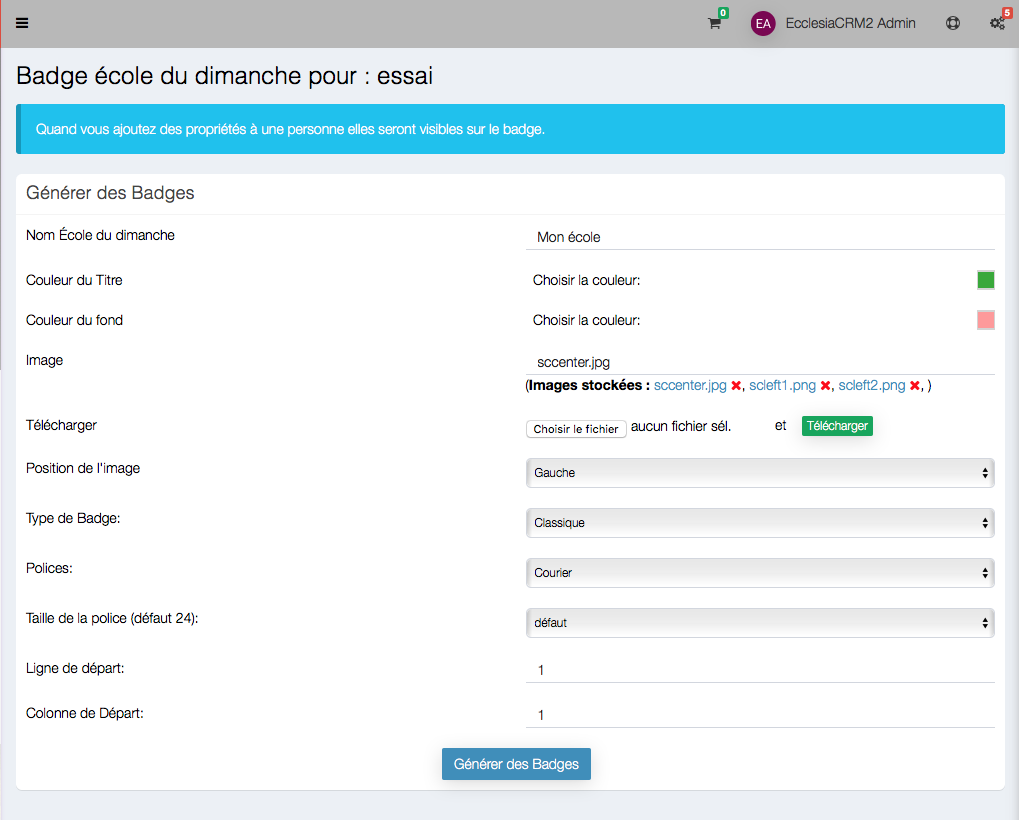 0
EA EcclesiaCRM2 Admin
5
Badge école du dimanche pour : essai
Quand vous ajoutez des propriétés à une personne elles seront visibles sur le badge.
Générer des Badges
Nom École du dimanche
Mon école
Couleur du Titre
Choisir la couleur:
Couleur du fond
Choisir la couleur:
Image
sccenter.jpg
(Images stockées : sccenter.jpg ✖, scleft1.png ✖, scleft2.png ✖, )
Télécharger
Choisir le fichier aucun fichier sél. et Télécharger
Position de l'image
Gauche
Type de Badge:
Classique
Polices:
Courier
Taille de la police (défaut 24):
défaut
Ligne de départ:
1
Colonne de Départ:
1
Générer des Badges